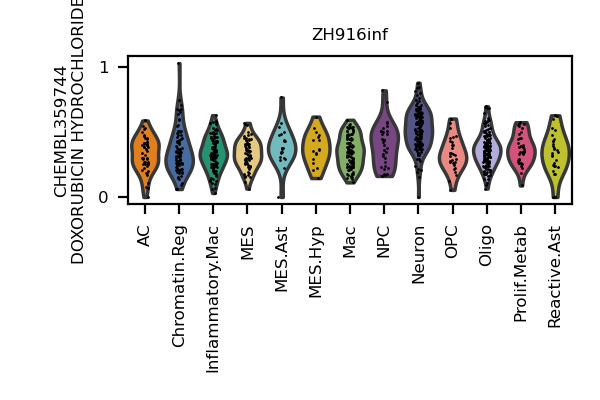 ZH916inf
CHEMBL359744
DOXORUBICIN HYDROCHLORIDE
1
0
AC
Chromatin.Reg
Inflammatory.Mac
MES
MES.Ast
MES.Hyp
Mac
NPC
Neuron
OPC
Oligo
Prolif.Metab
Reactive.Ast